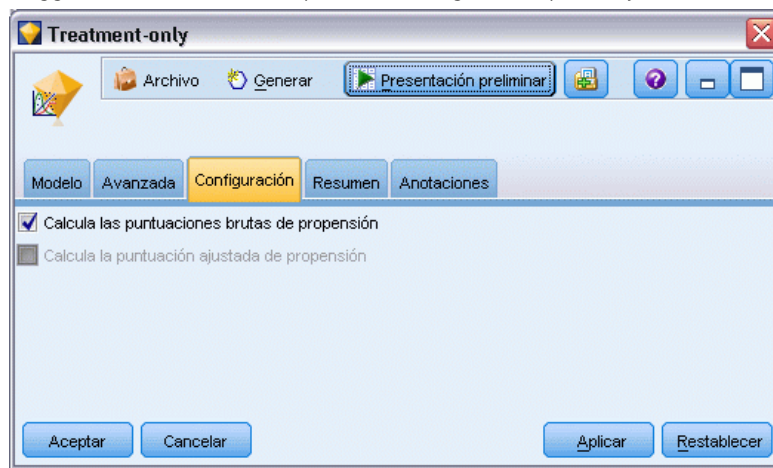 Treatment-only
Archivo Generar Presentación preliminar
Modelo Avanzada Configuración Resumen Anotaciones
Calcula las puntuaciones brutas de propensión
Calcula la puntuación ajustada de propensión
Aceptar Cancelar Aplicar Restablecer